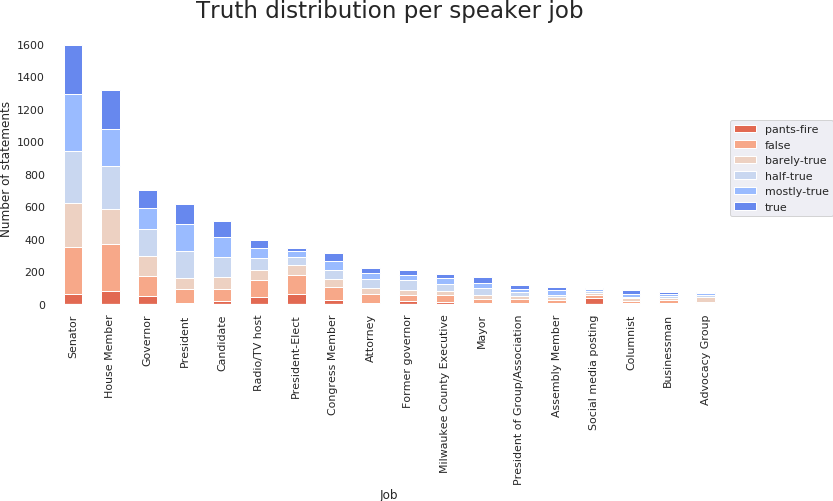 Truth distribution per speaker job
Number of statements
1600
1400
1200
1000
800
600
400
200
0
pants-fire
false
barely-true
half-true
mostly-true
true
Senator
House Member
Governor
President
Candidate
Radio/TV host
President-Elect
Congress Member
Attorney
Former governor
Milwaukee County Executive
Mayor
President of Group/Association
Assembly Member
Social media posting
Columnist
Businessman
Advocacy Group
Job